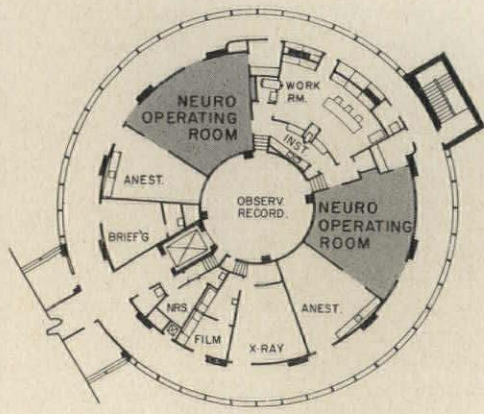 WORK
RM.
NEURO
OPERATING
ROOM
INST.
ANEST.
OBSERV.
RECORD.
NEURO
OPERATING
ROOM
BRIEF'G
NRS.
FILM
X-RAY
ANEST.